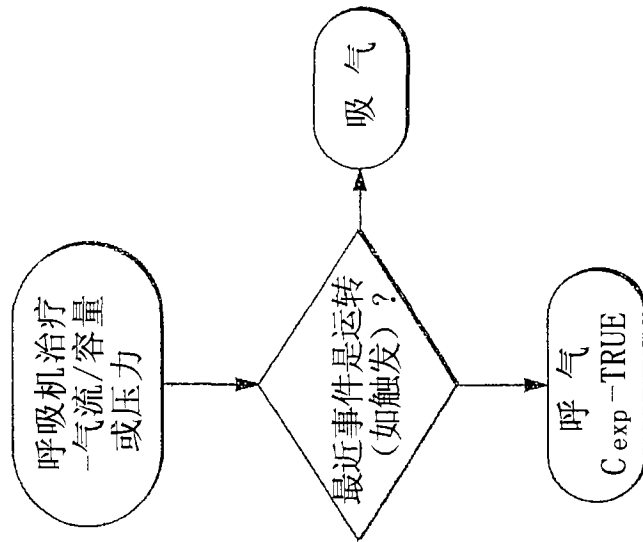 呼吸机治疗
-气流/容量
或压力
最近事件是运转
(如触发)?
吸气
呼气
C exp-TRUE